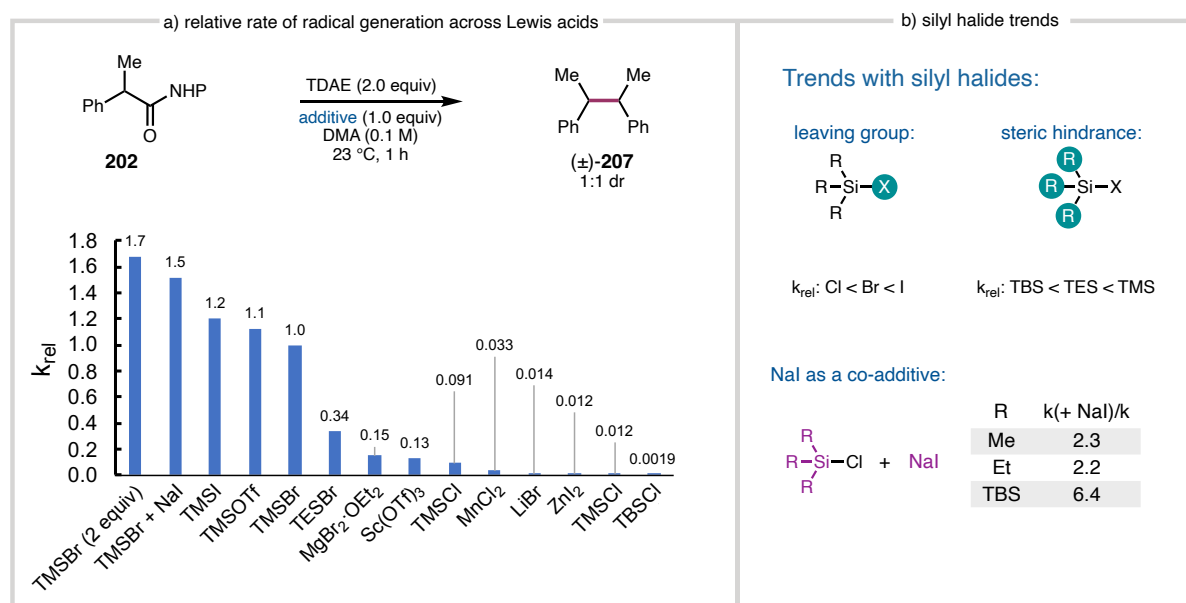 a) relative rate of radical generation across Lewis acids
b) silyl halide trends
Me
Ph
NHP
O
202
TDAE (2.0 equiv)
additive (1.0 equiv)
DMA (0.1 M)
23 °C, 1 h
Me Me
Ph Ph
(±)-207
1:1 dr
krel
1.8
1.6
1.4
1.2
1.0
0.8
0.6
0.4
0.2
0.0
1.7
1.5
1.2
1.1
1.0
0.34
0.15
0.13
0.091
0.033
0.014
0.012
0.012
0.0019
TMSBr (2 equiv)
TMSBr + NaI
TMSI
TMSOTf
TMSBr
TESBr
MgBr2·OEt2
Sc(OTf)3
TMSCl
MnCl2
LiBr
ZnI2
TMSCl
TBSCl
Trends with silyl halides:
leaving group:
R
R Si X
R
krel: Cl < Br < I
steric hindrance:
R
R Si X
R
krel: TBS < TES < TMS
NaI as a co-additive:
R
R Si Cl + NaI
R
R k(+ NaI)/k
Me 2.3
Et 2.2
TBS 6.4